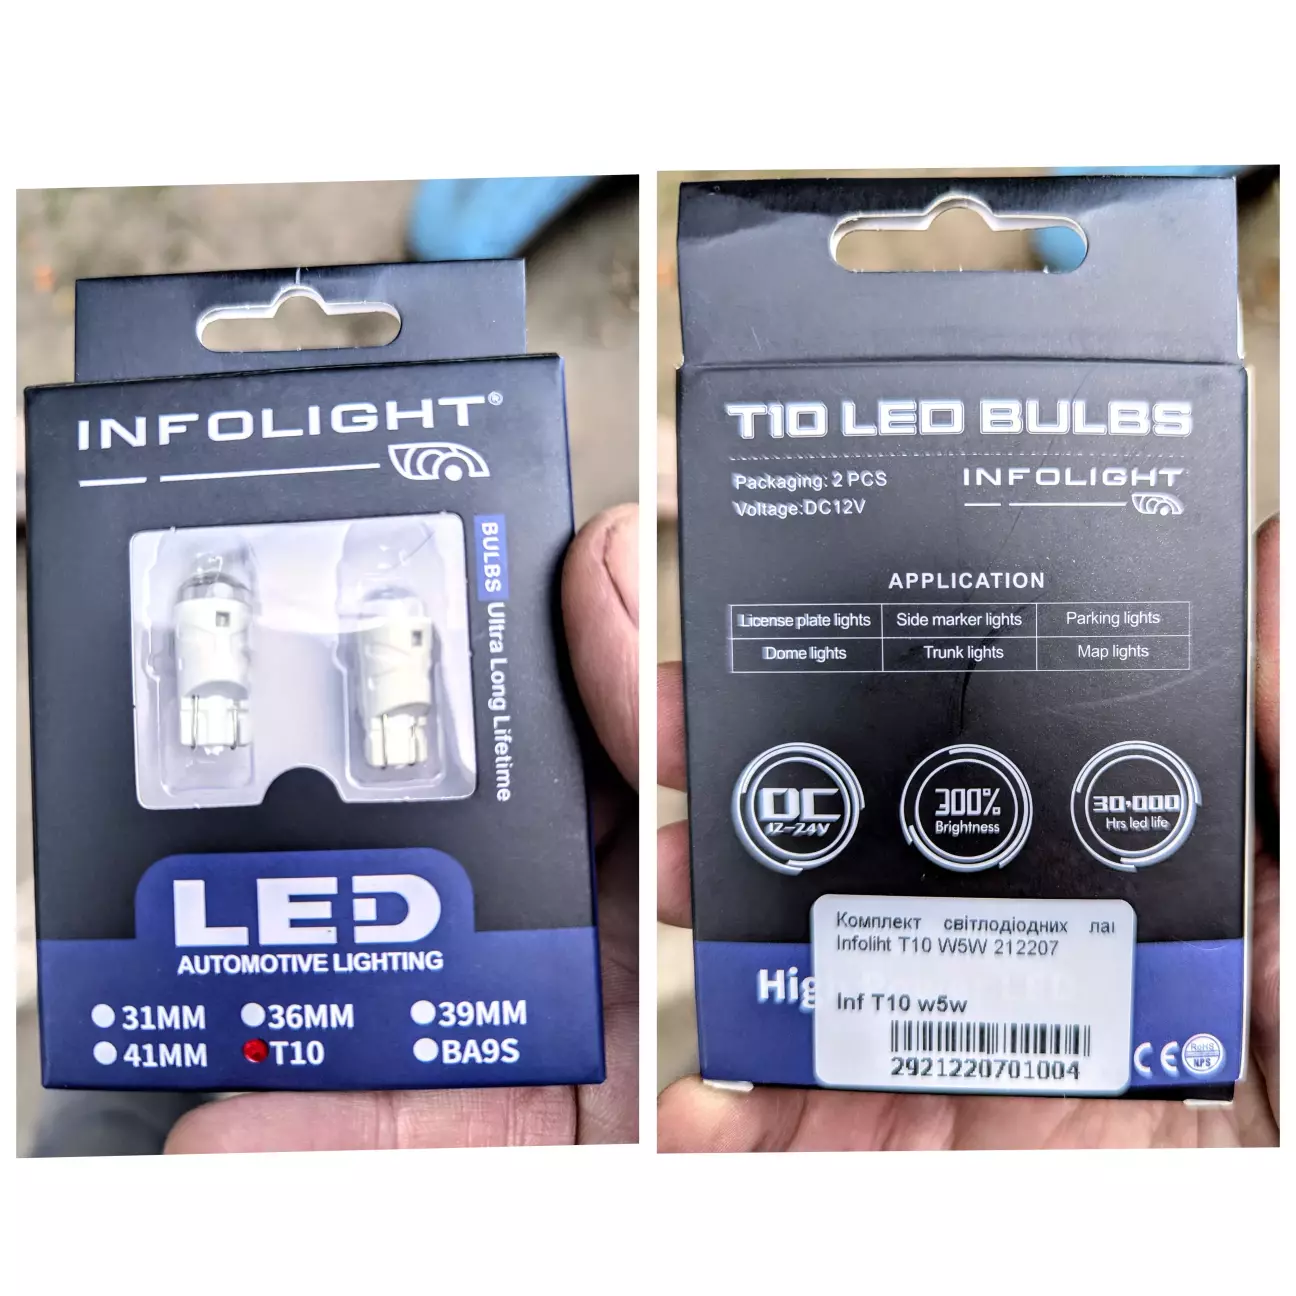 INFOLIGHT®
BULBS Ultra Long Lifetime
LED
AUTOMOTIVE LIGHTING
31MM 36MM 39MM
41MM T10 BA9S
T10 LED BULBS
Packaging: 2 PCS
Voltage:DC12V
INFOLIGHT
APPLICATION
License plate lights Side marker lights Parking lights
Dome lights Trunk lights Map lights
DC
12-24V
300%
Brightness
30,000
Hrs led life
Комплект світлодіодних
Infoliht T10 W5W 212207
Inf T10 w5w
2921220701004
CE
RoHS
NPS